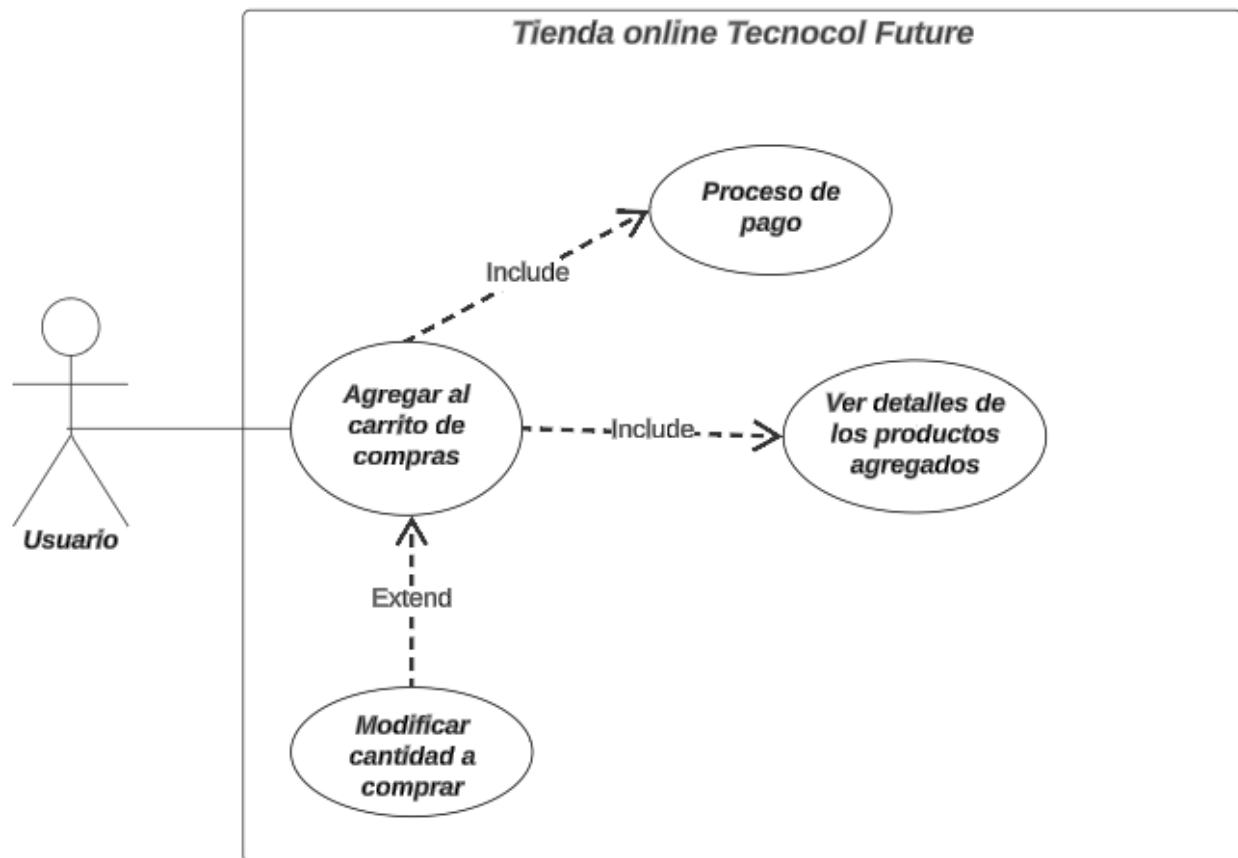 Tienda online Tecnocol Future
Proceso de
pago
Include
Agregar al
carrito de
compras
Include
Ver detalles de
los productos
agregados
Usuario
Extend
Modificar
cantidad a
comprar